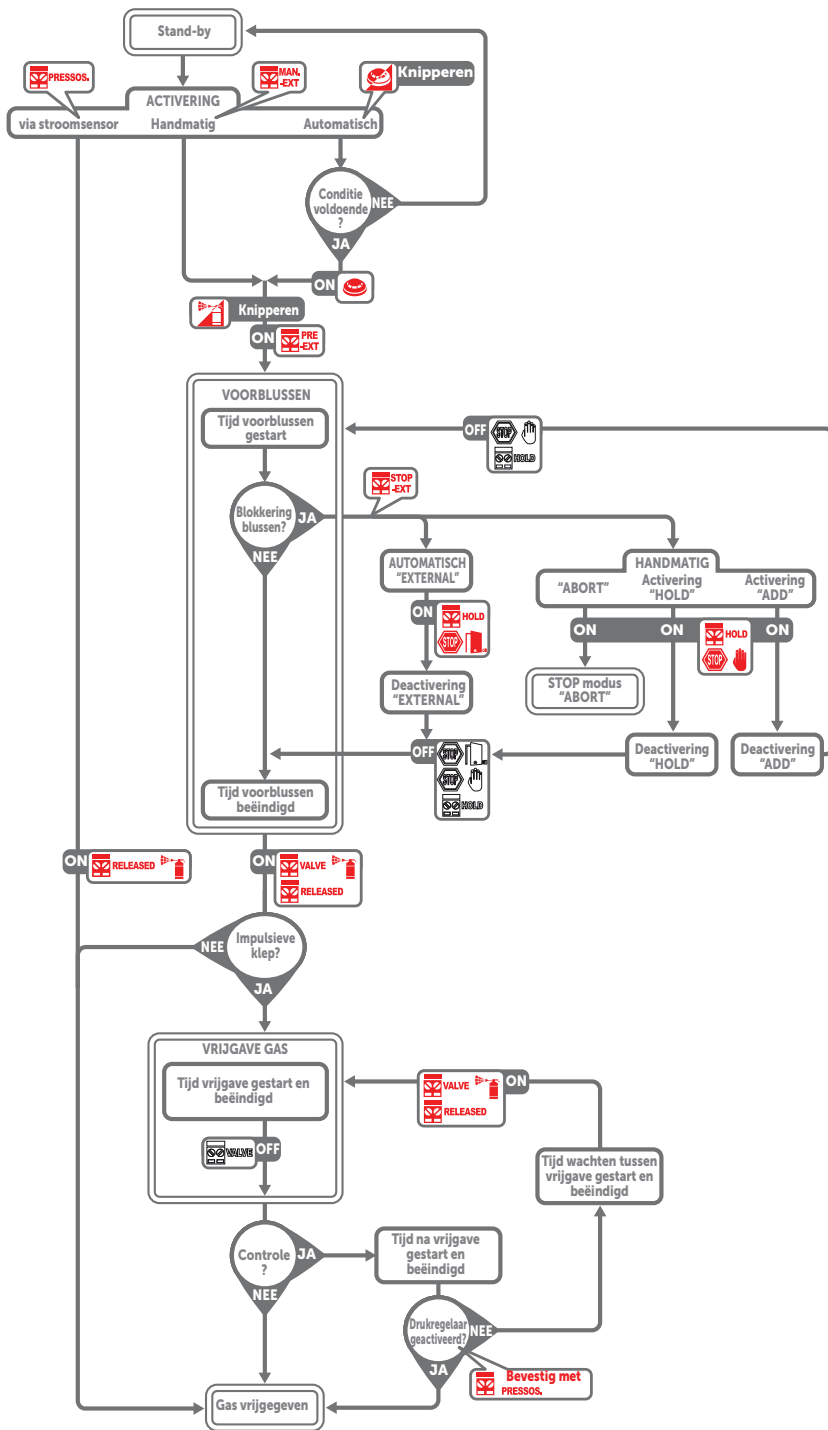 Stand-by
PRESSOS.
MAN.
-EXT
Knipperen
ACTIVERING
via stroomsensor
Handmatig
Automatisch
Conditie
voldoende
?
NEE
JA
ON
Knipperen
ON
PRE
-EXT
VOORBLUSSEN
Tijd voorblussen
gestart
OFF
STOP
HOLD
STOP
-EXT
Blokkering
blussen?
JA
NEE
AUTOMATISCH
“EXTERNAL”
HANDMATIG
“ABORT”
Activering
“HOLD”
Activering
“ADD”
ON
HOLD
STOP
ON
ON
ON
HOLD
STOP
Deactivering
“EXTERNAL”
STOP modus
“ABORT”
OFF
STOP
STOP
HOLD
Deactivering
“HOLD”
Deactivering
“ADD”
Tijd voorblussen
beëindigd
ON
RELEASED
ON
VALVE
RELEASED
NEE
Impulsieve
klep?
JA
VRIJGAVE GAS
Tijd vrijgave gestart en
beëindigd
VALVE
RELEASED
ON
VALVE
OFF
Tijd wachten tussen
vrijgave gestart en
beëindigd
Controle
?
JA
NEE
Tijd na vrijgave
gestart en
beëindigd
Drukregelaar
geactiveerd?
NEE
JA
Bevestig met
PRESSOS.
Gas vrijgegeven